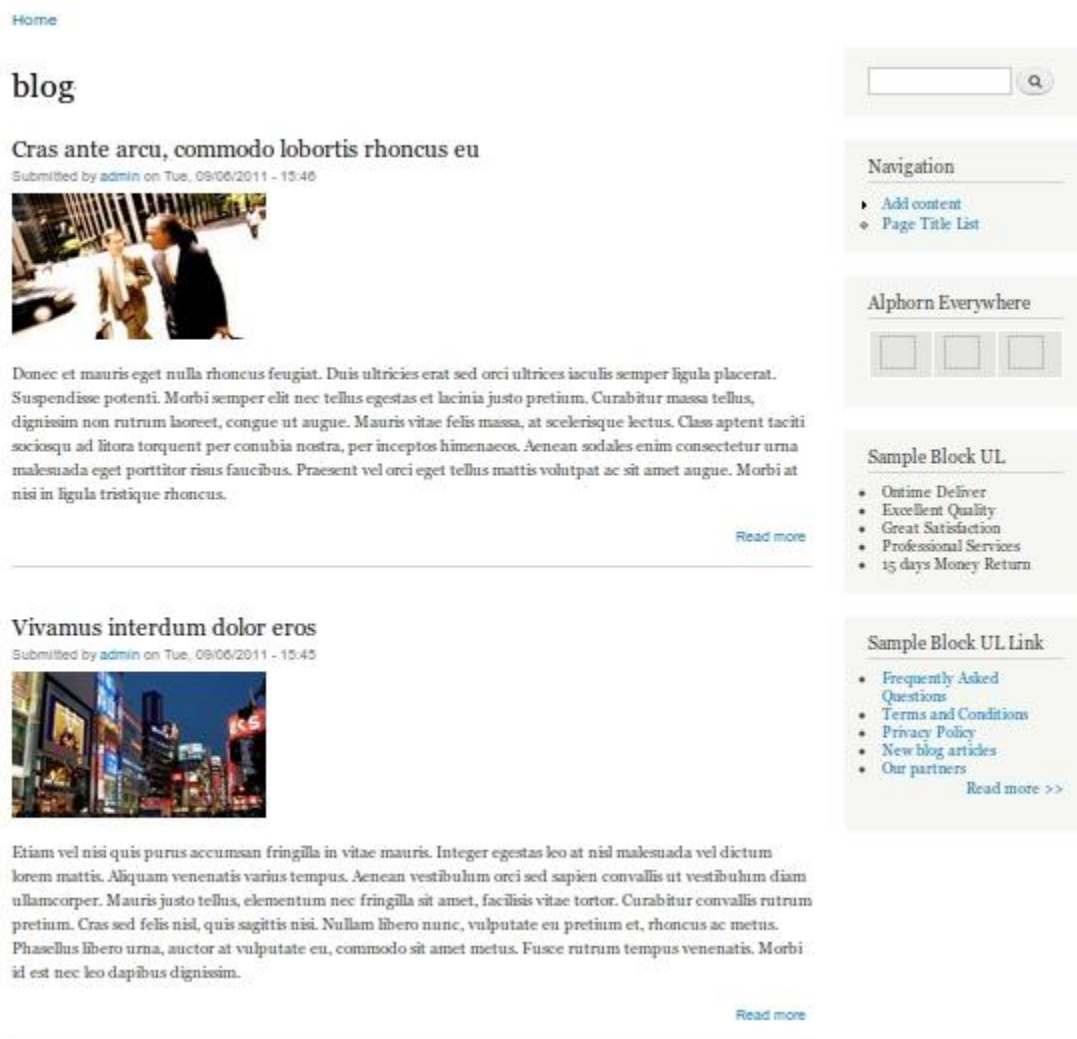 Home
blog
Cras ante arcu, commodo lobortis rhoncus eu
Submitted by admin on Tue, 09/06/2011 - 15:46
Donec et mauris eget nulla rhoncus feugiat. Duis ultricies erat sed orci ultrices iaculis semper ligula placerat.
Suspendisse potenti. Morbi semper elit nec tellus egestas et lacinia justo pretium. Curabitur massa tellus,
dignissim non rutrum laoreet, congue ut augue. Mauris vitae felis massa, at scelerisque lectus. Class aptent taciti
sociosqu ad litora torquent per conubia nostra, per inceptos himenaeos. Aenean sodales enim consectetur urna
malesuada eget porttitor risus faucibus. Praesent vel orci eget tellus mattis volutpat ac sit amet augue. Morbi at
nisi in ligula tristique rhoncus.
Read more
Vivamus interdum dolor eros
Submitted by admin on Tue, 09/06/2011 - 15:45
KS
Etiam vel nisi quis purus accumsan fringilla in vitae mauris. Integer egestas leo at nisl malesuada vel dictum
lorem mattis. Aliquam venenatis varius tempus. Aenean vestibulum orci sed sapien convallis ut vestibulum diam
ullamcorper. Mauris justo tellus, elementum nec fringilla sit amet, facilisis vitae tortor. Curabitur convallis rutrum
pretium. Cras sed felis nisl, quis sagittis nisi. Nullam libero nunc, vulputate eu pretium et, rhoncus ac metus.
Phasellus libero urna, auctor at vulputate eu, commodo sit amet metus. Fusce rutrum tempus venenatis. Morbi
id est nec leo dapibus dignissim.
Read more
Navigation
Add content
Page Title List
Alphorn Everywhere
Sample Block UL
Ontime Deliver
Excellent Quality
Great Satisfaction
Professional Services
15 days Money Return
Sample Block UL Link
Frequently Asked
Questions
Terms and Conditions
Privacy Policy
New blog articles
Our partners
Read more >>